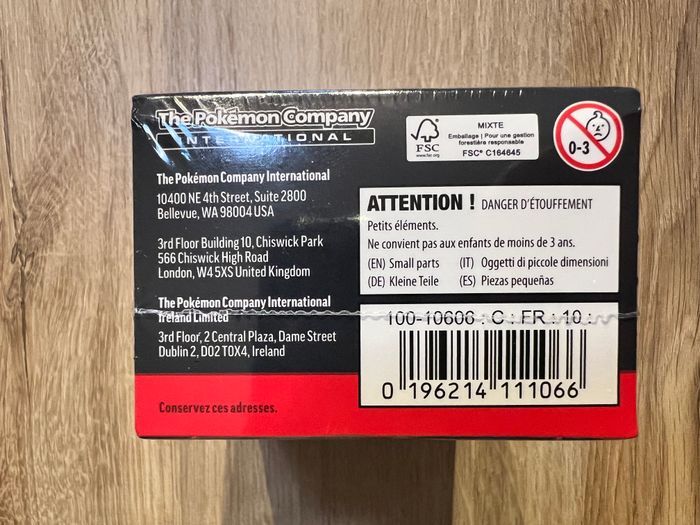 The Pokémon Company
INTERNATIONAL
The Pokémon Company International
10400 NE 4th Street, Suite 2800
Bellevue, WA 98004 USA
3rd Floor Building 10, Chiswick Park
566 Chiswick High Road
London, W4 5XS United Kingdom
The Pokémon Company International
Ireland Limited
3rd Floor, 2 Central Plaza, Dame Street
Dublin 2, D02 T0X4, Ireland
Conservez ces adresses.
FSC
www.fsc.org
MIXTE
Emballage | Pour une gestion
forestière responsable
FSC® C164645
0-3
ATTENTION ! DANGER D'ÉTOUFFEMENT
Petits éléments.
Ne convient pas aux enfants de moins de 3 ans.
(EN) Small parts (IT) Oggetti di piccole dimensioni
(DE) Kleine Teile (ES) Piezas pequeñas
100-10606 : C : FR : 10 :
0 196214 111066